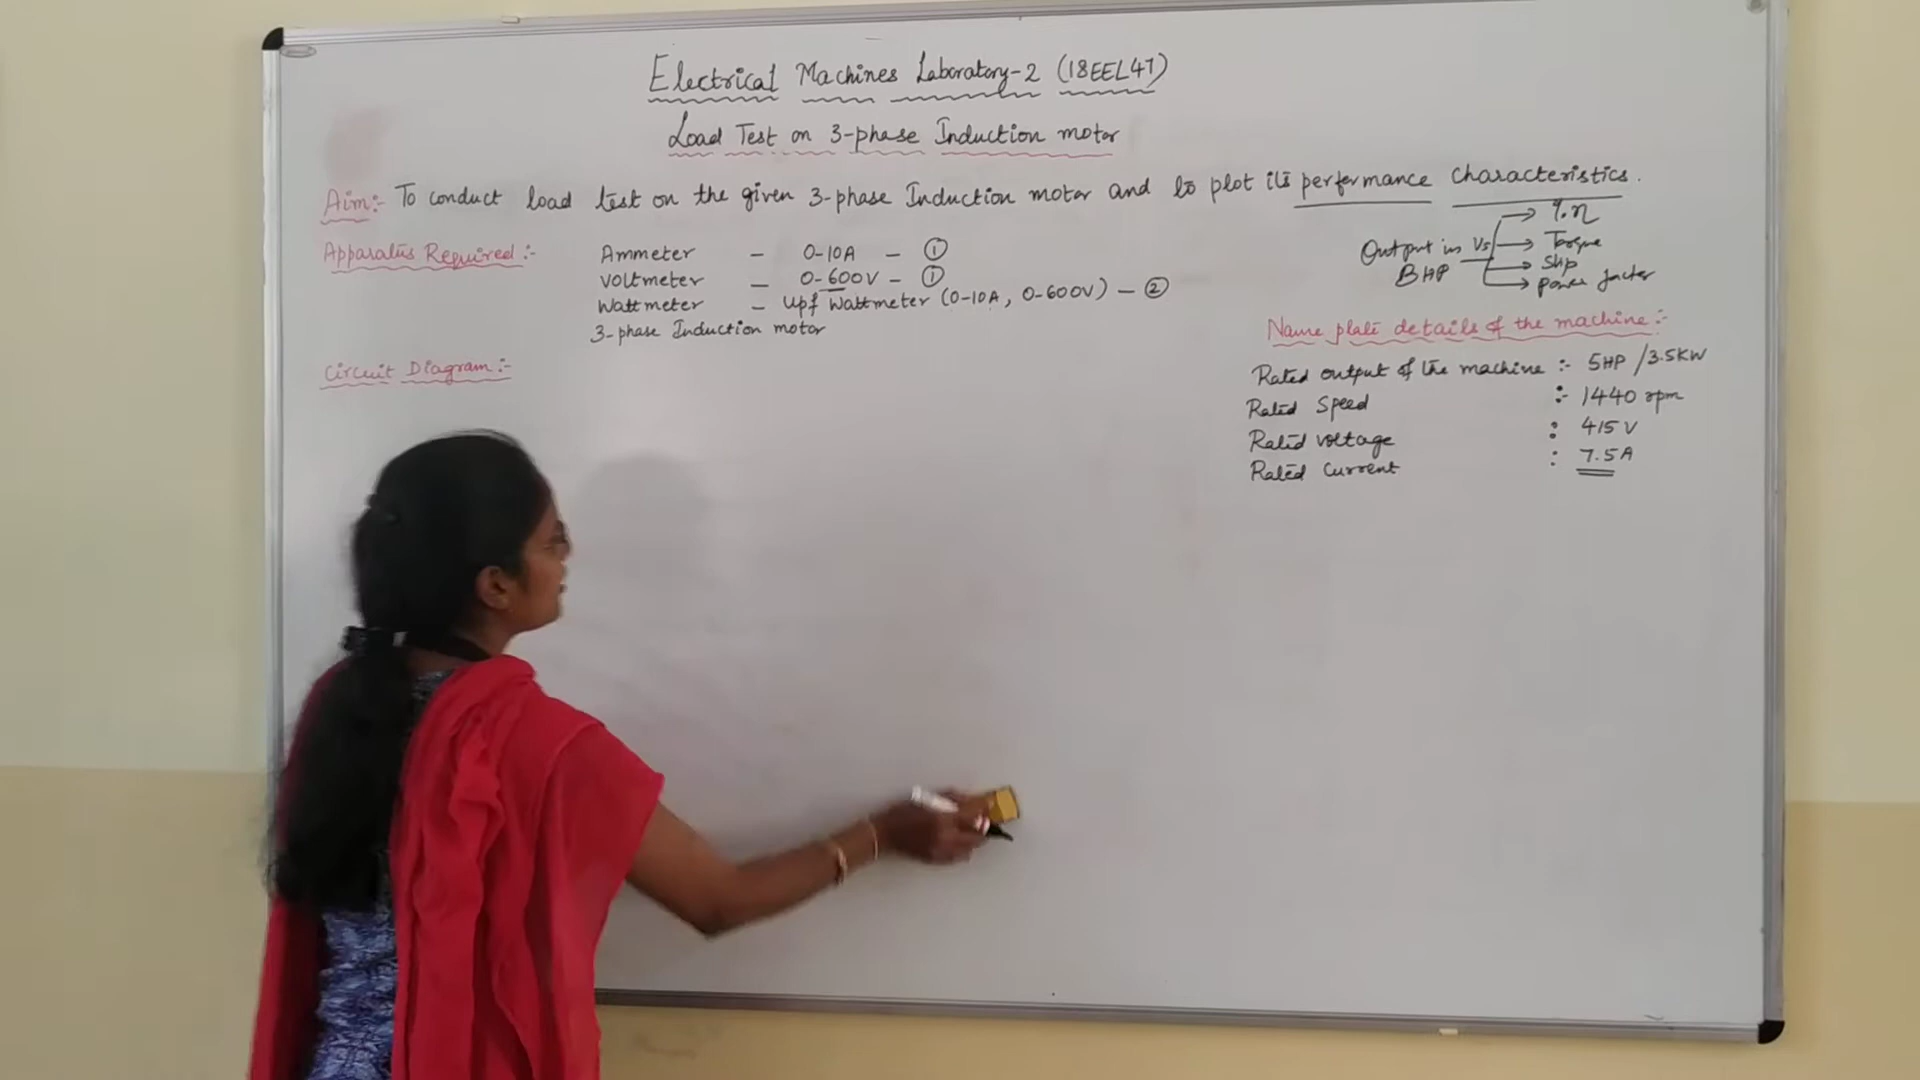 Electrical Machines Laboratory-2 (18EEL47)
Load Test on 3-phase Induction motor
Aim:- To conduct load test on the given 3-phase Induction motor and to plot its performance characteristics.
Output in BHP Vs → %η
→ Torque
→ Slip
→ power factor
Apparatus Required:- Ammeter - 0-10A - ①
Voltmeter - 0-600V - ①
Wattmeter - Upf Wattmeter (0-10A, 0-600V) - ②
3-phase Induction motor
Circuit Diagram:-
Name plate details of the machine:-
Rated output of the machine :- 5HP /3.5KW
Rated Speed :- 1440 rpm
Rated voltage : 415 V
Rated Current : 7.5A